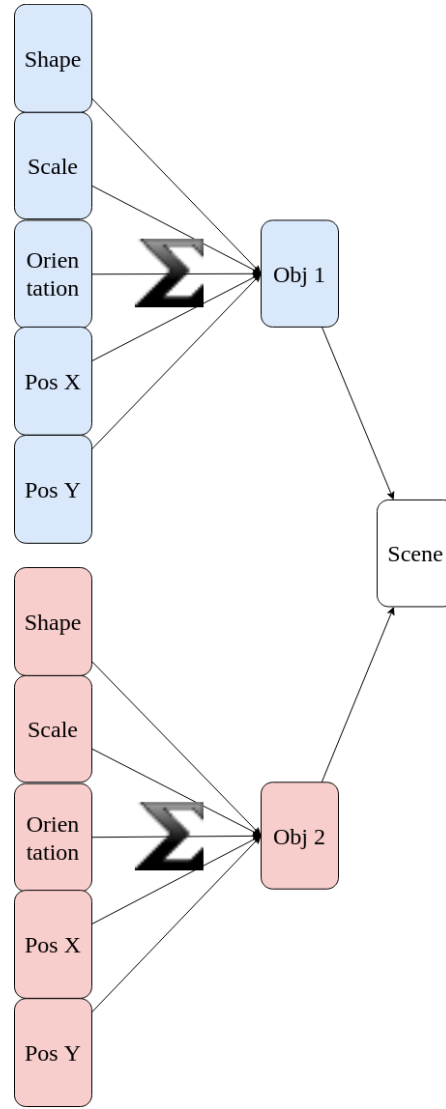 Shape
Scale
Orien
tation
Pos X
Pos Y
Σ
Obj 1
Scene
Shape
Scale
Orien
tation
Pos X
Pos Y
Σ
Obj 2